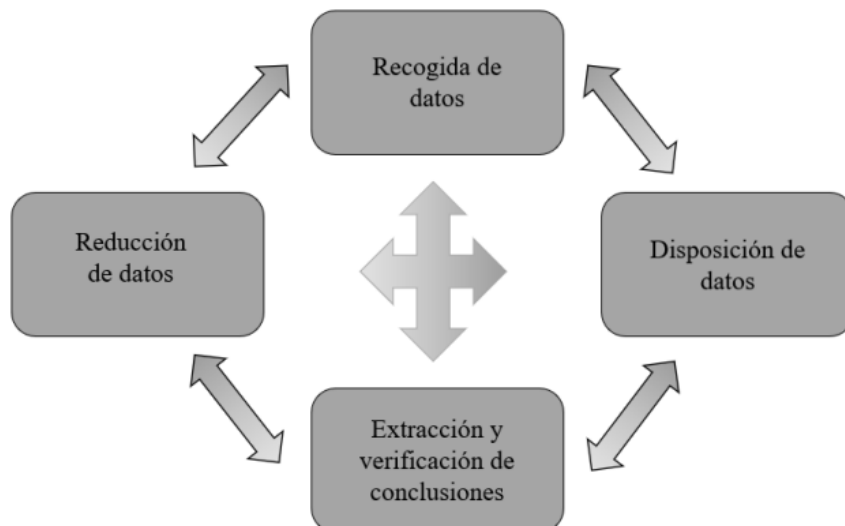 Recogida de
datos
Reducción
de datos
Disposición de
datos
Extracción y
verificación de
conclusiones